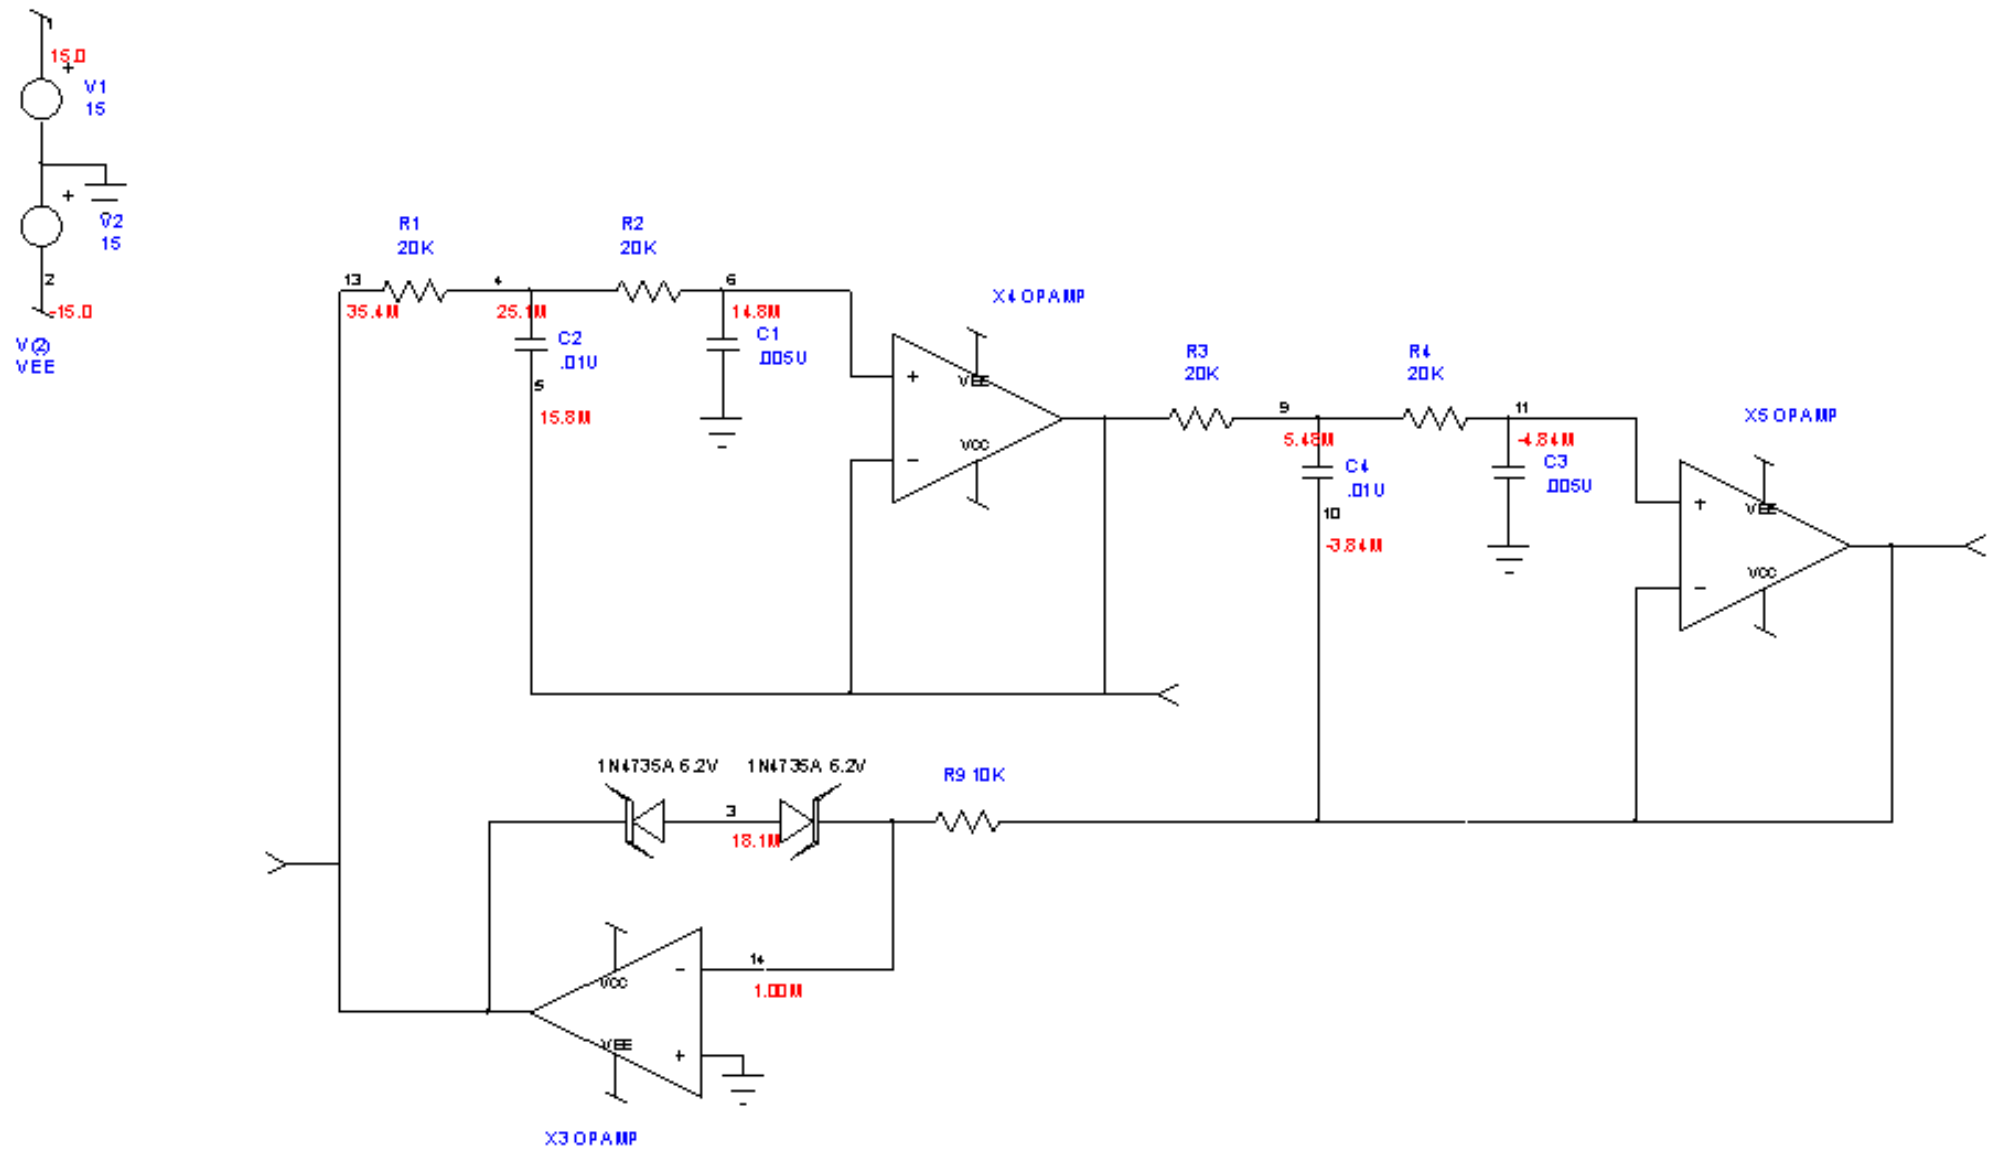 1
15.0
+
V1
15
+
V2
15
2
-15.0
V(2)
VEE
R1
20K
R2
20K
13
4
6
35.4M
25.1M
14.8M
C2
.01U
C1
.005U
5
15.8M
X4 OPAMP
+
VEE
VCC
-
R3
20K
R4
20K
9
11
5.48M
-4.84M
C4
.01U
C3
.005U
10
-3.84M
X5 OPAMP
+
VEE
VCC
-
1N4735A 6.2V
1N4735A 6.2V
R9 10K
3
18.1M
14
1.00M
-
VCC
VEE
+
X3 OPAMP